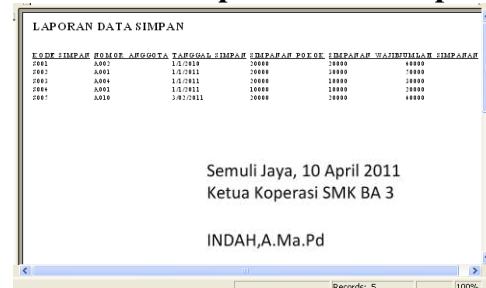 LAPORAN DATA SIMPAN
KODE SIMPAN NOMOR ANGGOTA TANGGAL SIMPAN SIMPANAN POKOK SIMPANAN WAJIB JUMLAH SIMPANAN
S001 A002 1/1/2010 20000 20000 40000
S002 A001 1/1/2011 20000 30000 50000
S003 A004 1/1/2011 20000 10000 30000
S004 A001 1/1/2011 10000 10000 20000
S005 A010 3/02/2011 20000 20000 40000
Semuli Jaya, 10 April 2011
Ketua Koperasi SMK BA 3
INDAH,A.Ma.Pd
Records: 5 100%